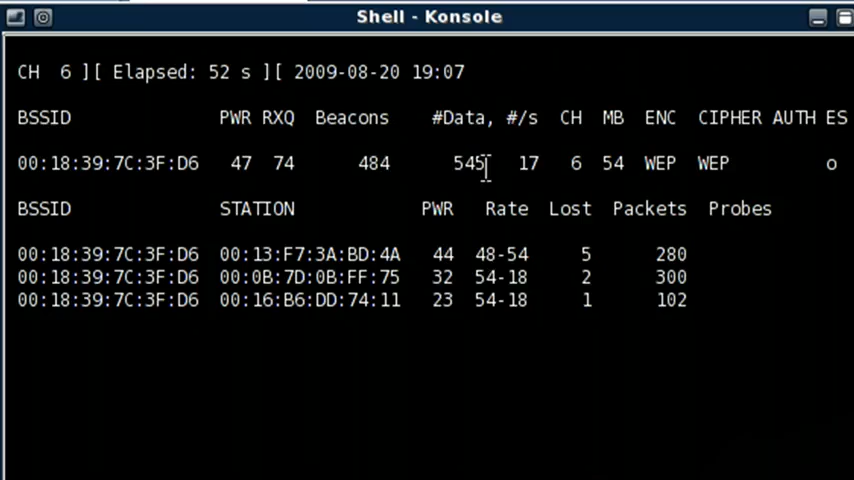 Shell - Konsole
CH 6 ][ Elapsed: 52 s ][ 2009-08-20 19:07
BSSID PWR RXQ Beacons #Data, #/s CH MB ENC CIPHER AUTH ES
00:18:39:7C:3F:D6 47 74 484 545 17 6 54 WEP WEP o
BSSID STATION PWR Rate Lost Packets Probes
00:18:39:7C:3F:D6 00:13:F7:3A:BD:4A 44 48-54 5 280
00:18:39:7C:3F:D6 00:0B:7D:0B:FF:75 32 54-18 2 300
00:18:39:7C:3F:D6 00:16:B6:DD:74:11 23 54-18 1 102